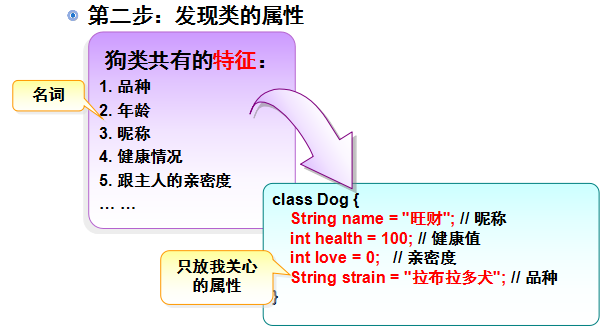 第二步：发现类的属性
狗类共有的特征：
名词
1. 品种
2. 年龄
3. 昵称
4. 健康情况
5. 跟主人的亲密度
… …
class Dog {
String name = "旺财"; // 昵称
int health = 100; // 健康值
int love = 0; // 亲密度
String strain = "拉布拉多犬"; // 品种
}
只放我关心
的属性